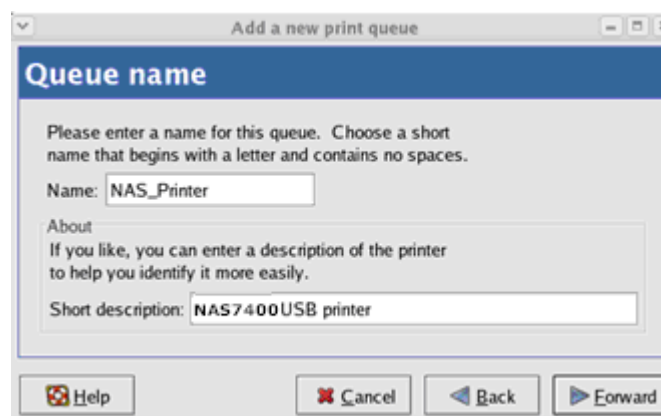 Add a new print queue
Queue name
Please enter a name for this queue. Choose a short
name that begins with a letter and contains no spaces.
Name: NAS_Printer
About
If you like, you can enter a description of the printer
to help you identify it more easily.
Short description: NAS7400USB printer
Help Cancel Back Forward